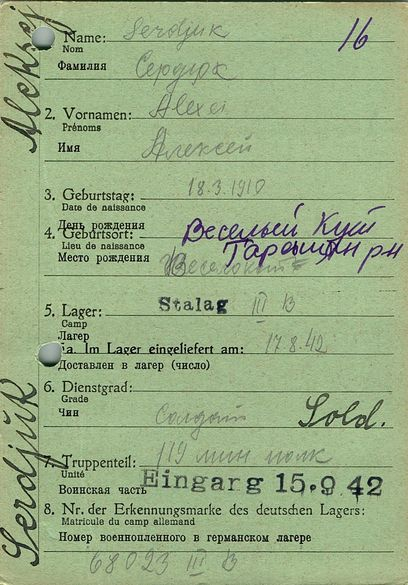 Aleksej
Serdjuk
16
Name: Serdjuk
Nom
Фамилия Сердюк
2. Vornamen: Alexei
Prénoms
Имя Алексей
3. Geburtstag: 18.3.1910
Date de naissance
День рождения
4. Geburtsort: Веселый Кут
Lieu de naissance Таращан рн
Место рождения
5. Lager: Stalag III B
Camp
Лагерь
a. Im Lager eingeliefert am: 17.8.42
Доставлен в лагерь (число)
6. Dienstgrad:
Grade
Чин Солдат Sold.
7. Truppenteil: 119 мин полк
Unité
Воинская часть Eingang 15.9.42
8. Nr. der Erkennungsmarke des deutschen Lagers:
Matricule du camp allemand
Номер военнопленного в германском лагере
68023 III B